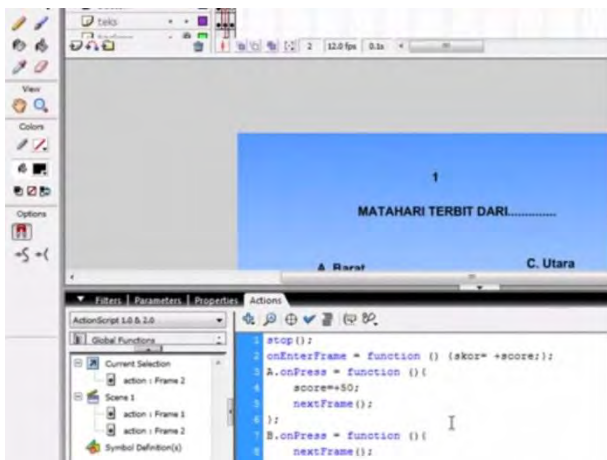 teks
2 12.0 fps 0.1s
View
Colors
Options
1
MATAHARI TERBIT DARI.............
A. Barat
C. Utara
Filters | Parameters | Properties Actions
ActionScript 1.0 & 2.0
Global Functions
Current Selection
action : Frame 2
Scene 1
action : Frame 1
action : Frame 2
Symbol Definition(s)
1 stop();
2 onEnterFrame = function () {skor= +score;};
3 A.onPress = function (){
4 score=+50;
5 nextFrame();
6 };
7 B.onPress = function (){
8 nextFrame();